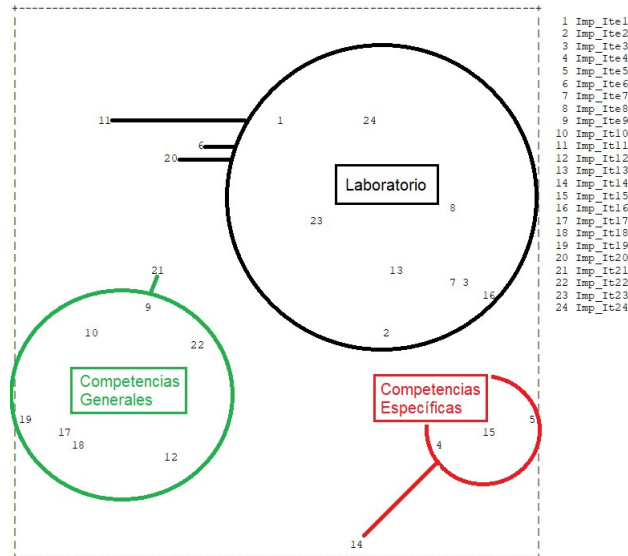 1 Imp_Ite1
2 Imp_Ite2
3 Imp_Ite3
4 Imp_Ite4
5 Imp_Ite5
6 Imp_Ite6
7 Imp_Ite7
8 Imp_Ite8
9 Imp_Ite9
10 Imp_It10
11 Imp_It11
12 Imp_It12
13 Imp_It13
14 Imp_It14
15 Imp_It15
16 Imp_It16
17 Imp_It17
18 Imp_It18
19 Imp_It19
20 Imp_It20
21 Imp_It21
22 Imp_It22
23 Imp_It23
24 Imp_It24
11 1 24
6
20
Laboratorio
8
23
21 13
7 3
16
9
10 22 2
Competencias
Generales
Competencias
Específicas
19 5
17 15
18 4
12
14